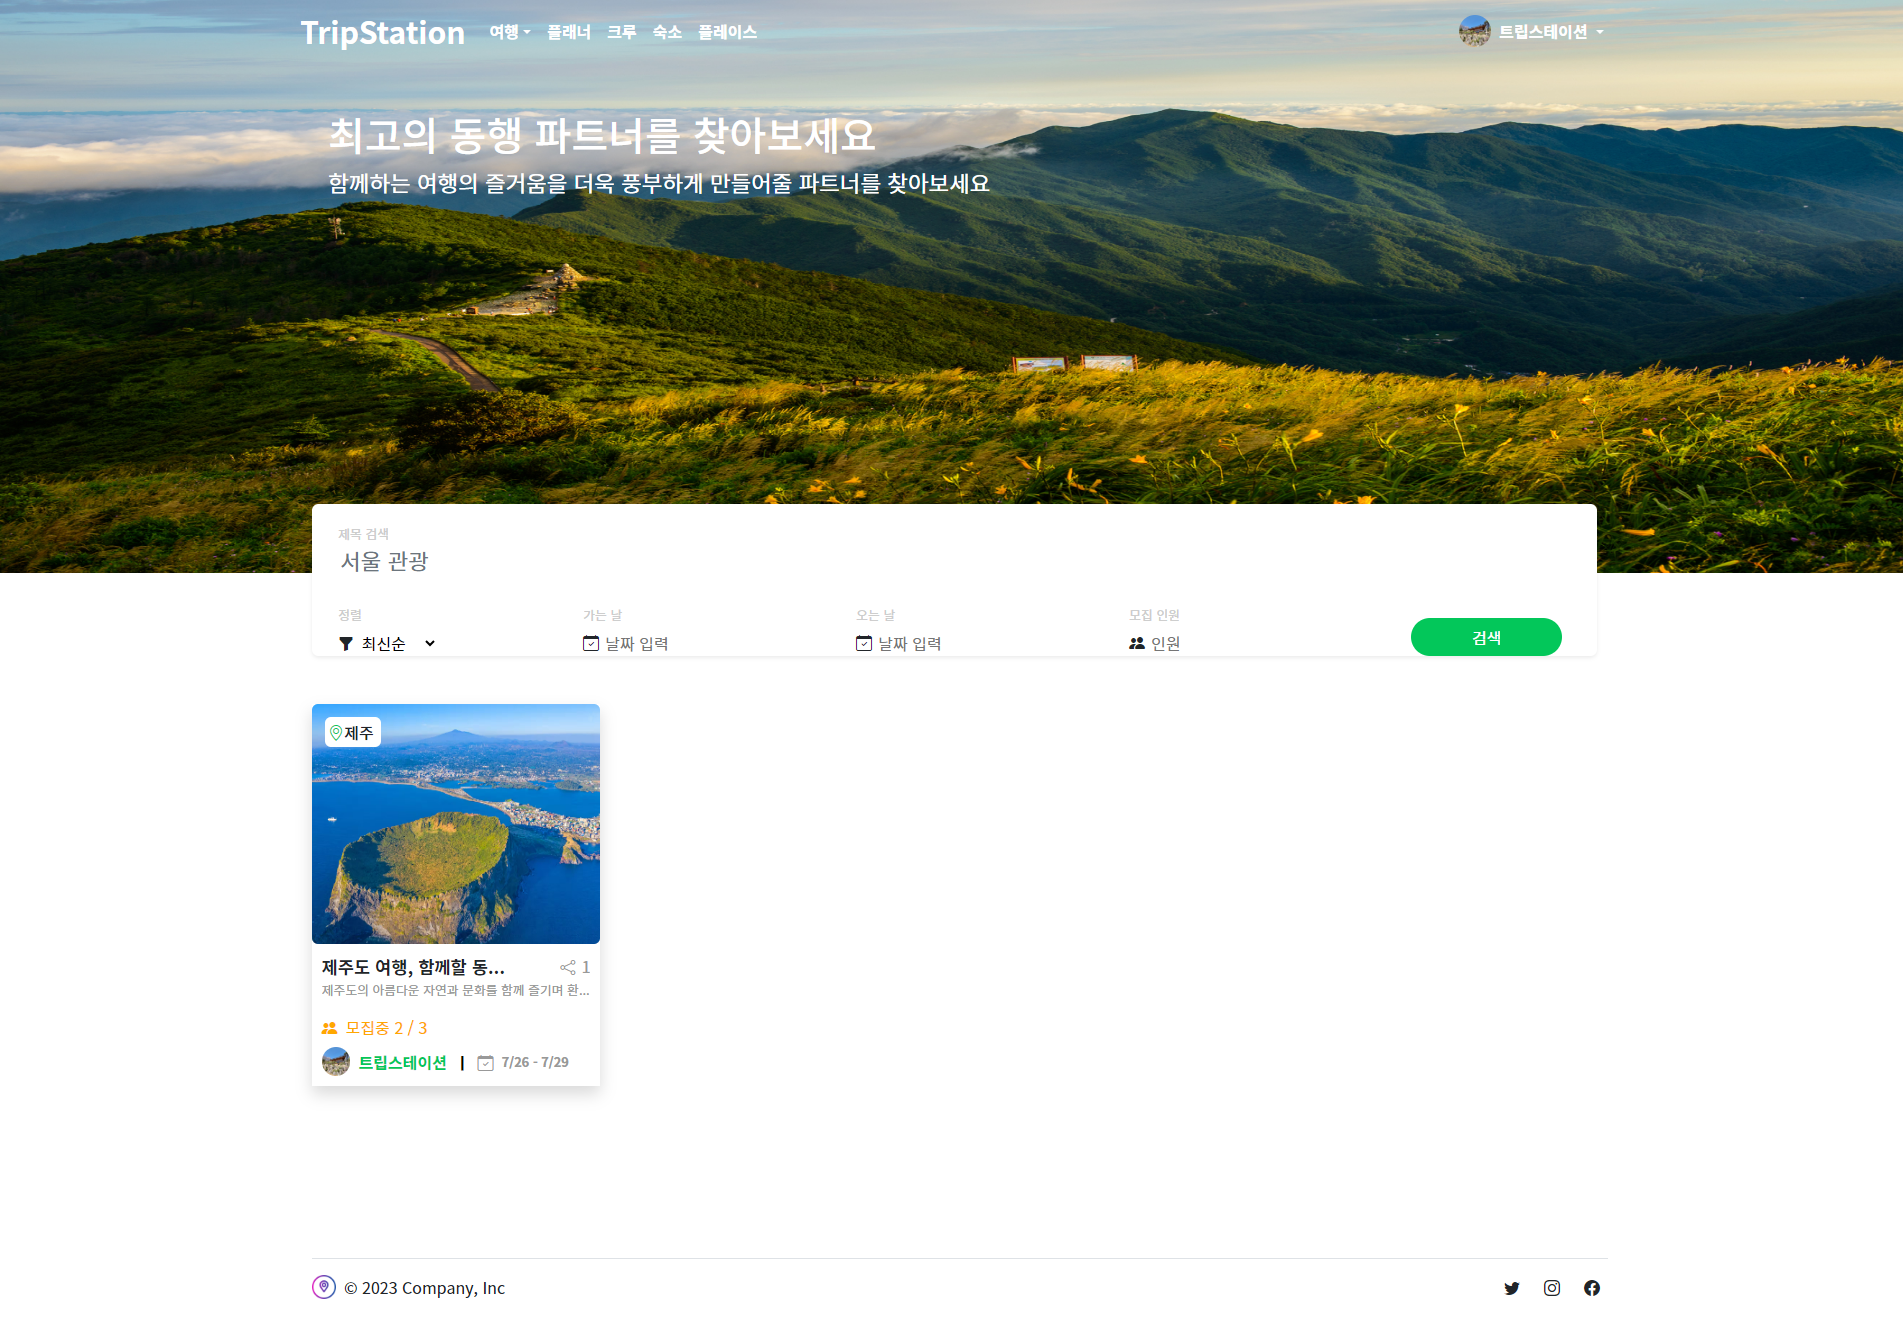 TripStation 여행 플래너 크루 숙소 플레이스 트립스테이션
최고의 동행 파트너를 찾아보세요
함께하는 여행의 즐거움을 더욱 풍부하게 만들어줄 파트너를 찾아보세요
제목 검색
서울 관광
정렬 가는 날 오는 날 모집 인원
최신순 날짜 입력 날짜 입력 인원 검색
제주
제주도 여행, 함께할 동... 1
제주도의 아름다운 자연과 문화를 함께 즐기며 환...
모집중 2 / 3
트립스테이션 | 7/26 - 7/29
© 2023 Company, Inc